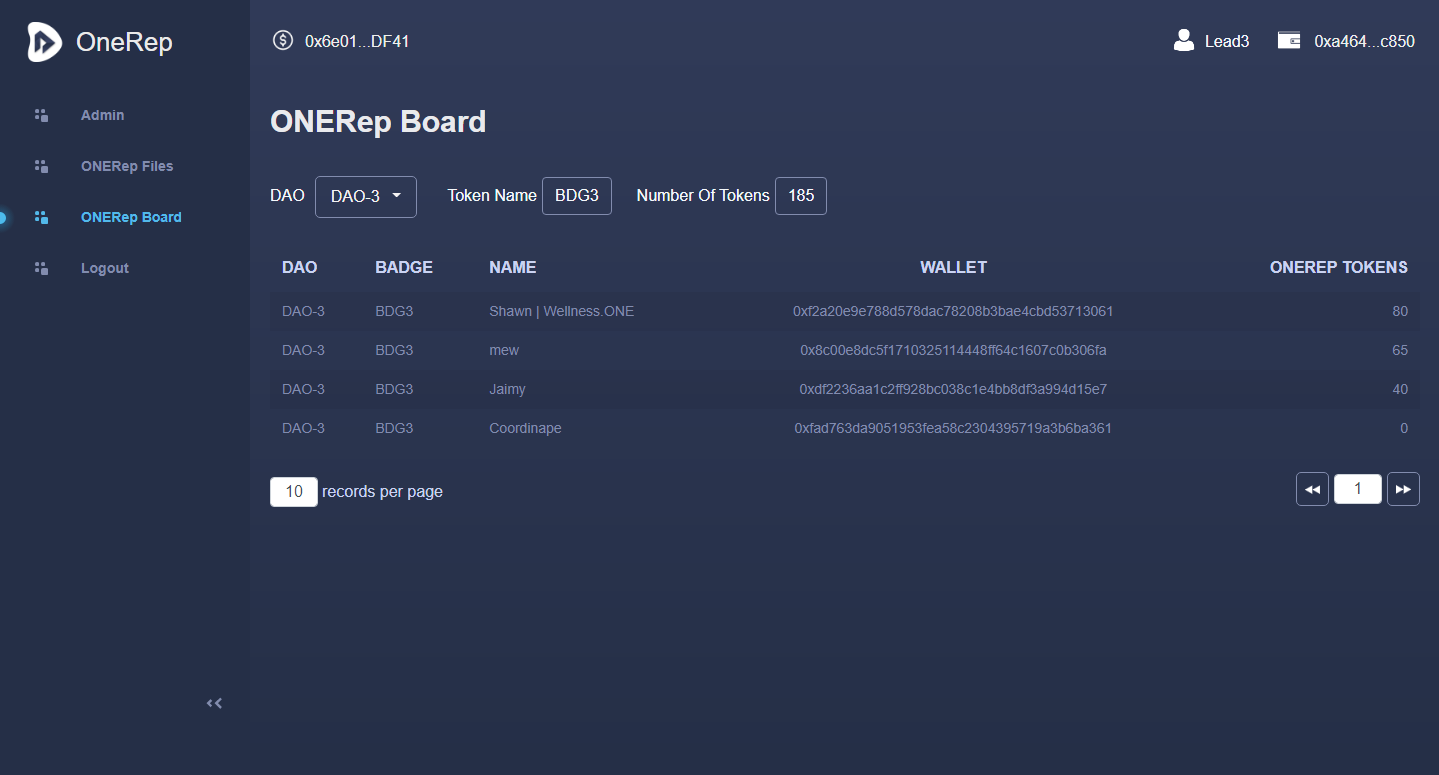 OneRep
0x6e01...DF41
Lead3
0xa464...c850
Admin
ONERep Files
ONERep Board
Logout
ONERep Board
DAO DAO-3 Token Name BDG3 Number Of Tokens 185
DAO BADGE NAME WALLET ONEREP TOKENS
DAO-3 BDG3 Shawn | Wellness.ONE 0xf2a20e9e788d578dac78208b3bae4cbd53713061 80
DAO-3 BDG3 mew 0x8c00e8dc5f1710325114448ff64c1607c0b306fa 65
DAO-3 BDG3 Jaimy 0xdf2236aa1c2ff928bc038c1e4bb8df3a994d15e7 40
DAO-3 BDG3 Coordinape 0xfad763da9051953fea58c2304395719a3b6ba361 0
10 records per page
1